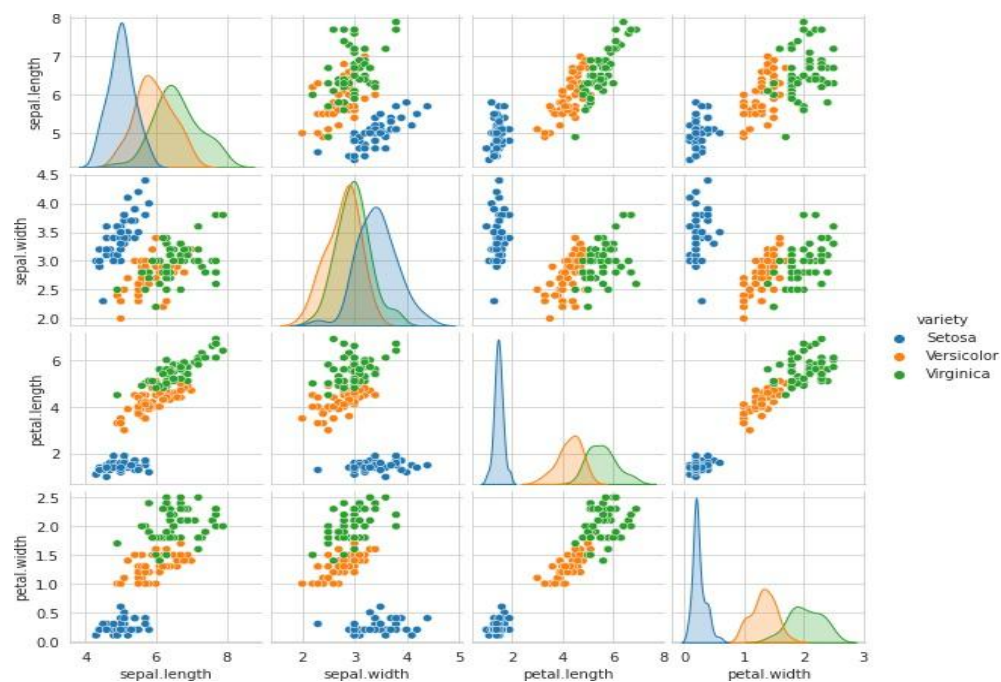 8
7
6
5
sepal.length
4.5
4.0
3.5
3.0
2.5
2.0
sepal.width
6
4
2
petal.length
2.5
2.0
1.5
1.0
0.5
0.0
petal.width
4 6 8
sepal.length
2 3 4 5
sepal.width
2 4 6 8
petal.length
0 1 2 3
petal.width
variety
Setosa
Versicolor
Virginica